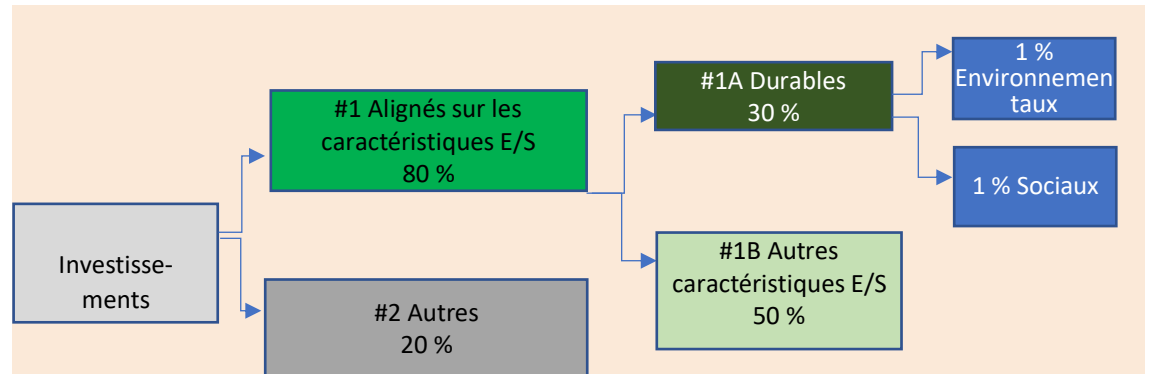 Investisse-
ments
#1 Alignés sur les
caractéristiques E/S
80 %
#2 Autres
20 %
#1A Durables
30 %
#1B Autres
caractéristiques E/S
50 %
1 %
Environnemen
taux
1 % Sociaux